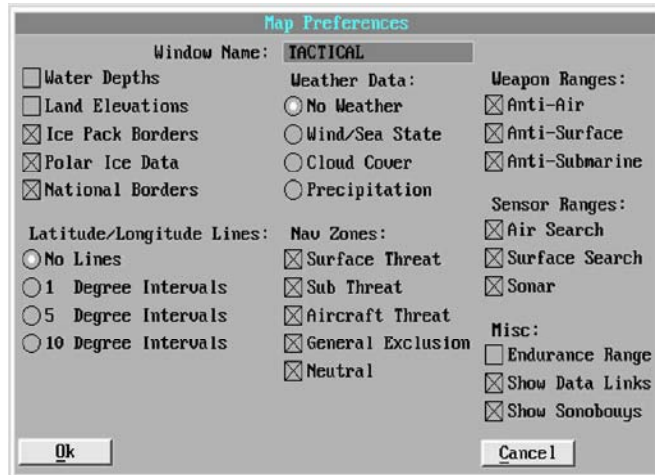 Map Preferences
Window Name: TACTICAL
Water Depths
Land Elevations
Ice Pack Borders
Polar Ice Data
National Borders
Latitude/Longitude Lines:
No Lines
1 Degree Intervals
5 Degree Intervals
10 Degree Intervals
Weather Data:
No Weather
Wind/Sea State
Cloud Cover
Precipitation
Nav Zones:
Surface Threat
Sub Threat
Aircraft Threat
General Exclusion
Neutral
Weapon Ranges:
Anti-Air
Anti-Surface
Anti-Submarine
Sensor Ranges:
Air Search
Surface Search
Sonar
Misc:
Endurance Range
Show Data Links
Show Sonobouys
Ok
Cancel